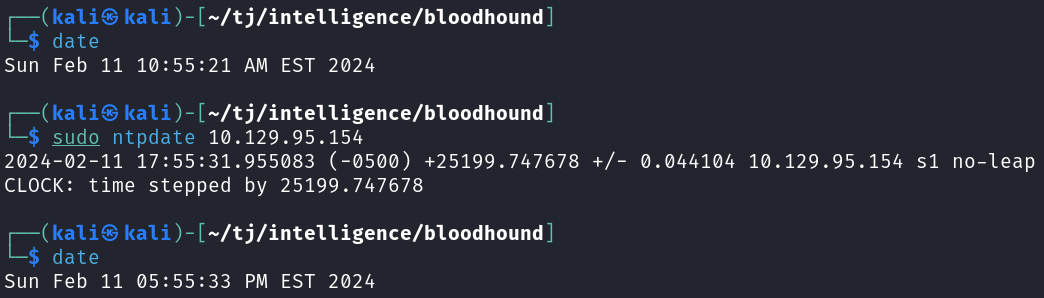 ┌──(kali㉿kali)-[~/tj/intelligence/bloodhound]
└─$ date
Sun Feb 11 10:55:21 AM EST 2024
┌──(kali㉿kali)-[~/tj/intelligence/bloodhound]
└─$ sudo ntpdate 10.129.95.154
2024-02-11 17:55:31.955083 (-0500) +25199.747678 +/- 0.044104 10.129.95.154 s1 no-leap
CLOCK: time stepped by 25199.747678
┌──(kali㉿kali)-[~/tj/intelligence/bloodhound]
└─$ date
Sun Feb 11 05:55:33 PM EST 2024